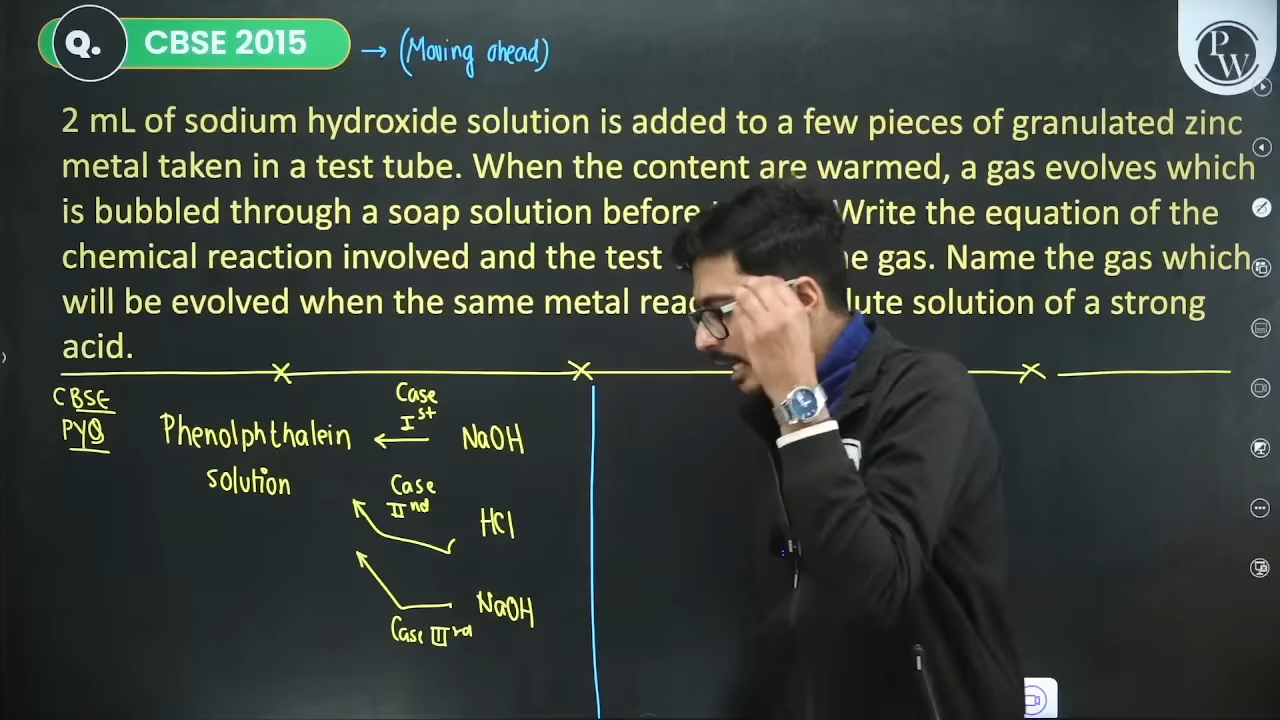 Q. CBSE 2015 → (Moving ahead)
PW
2 mL of sodium hydroxide solution is added to a few pieces of granulated zinc
metal taken in a test tube. When the content are warmed, a gas evolves which
is bubbled through a soap solution before Write the equation of the
chemical reaction involved and the test gas. Name the gas which
will be evolved when the same metal solution of a strong
acid.
CBSE
PYQ
Phenolphthalein
solution
Case
Ist
NaOH
Case
IInd
HCl
NaOH
Case IIIrd